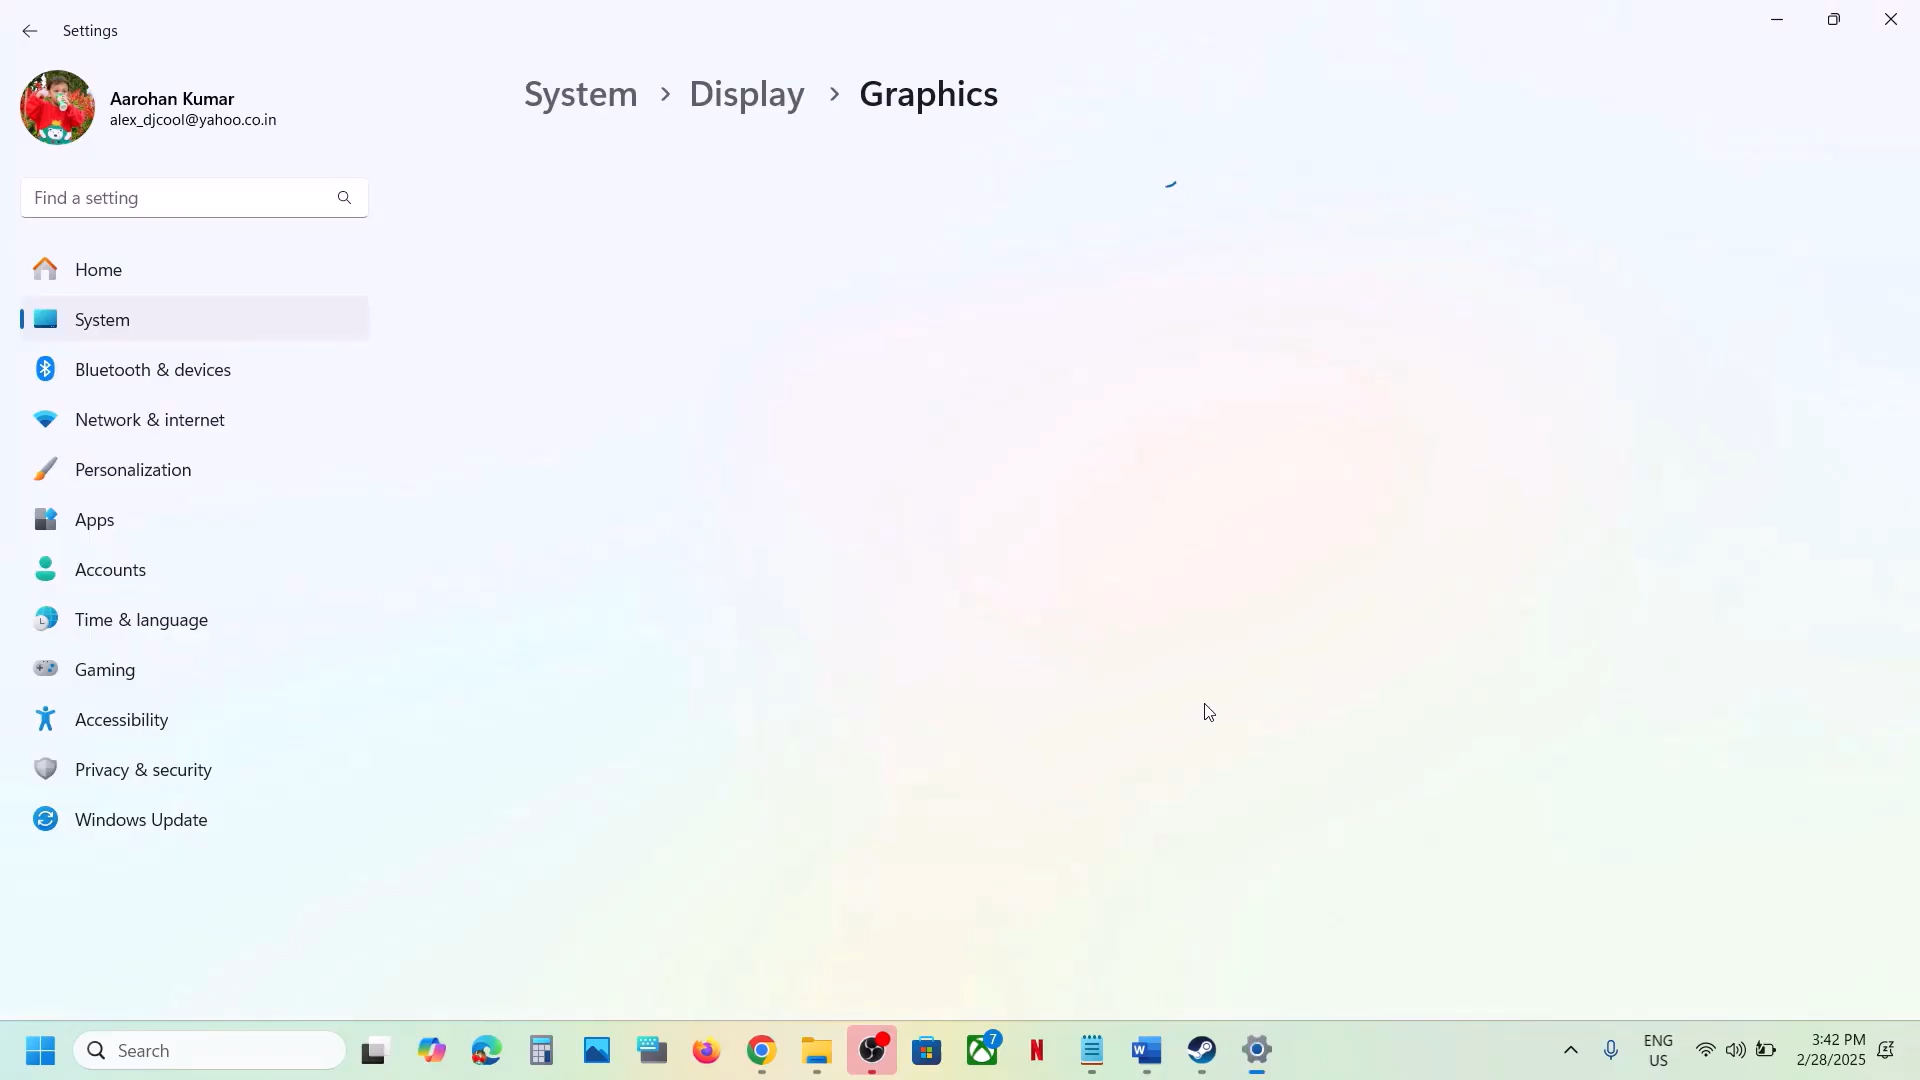 Settings
Aarohan Kumar
alex_djcool@yahoo.co.in
System > Display > Graphics
Find a setting
Home
System
Bluetooth & devices
Network & internet
Personalization
Apps
Accounts
Time & language
Gaming
Accessibility
Privacy & security
Windows Update
Search
7
N
W
ENG
US
3:42 PM
2/28/2025